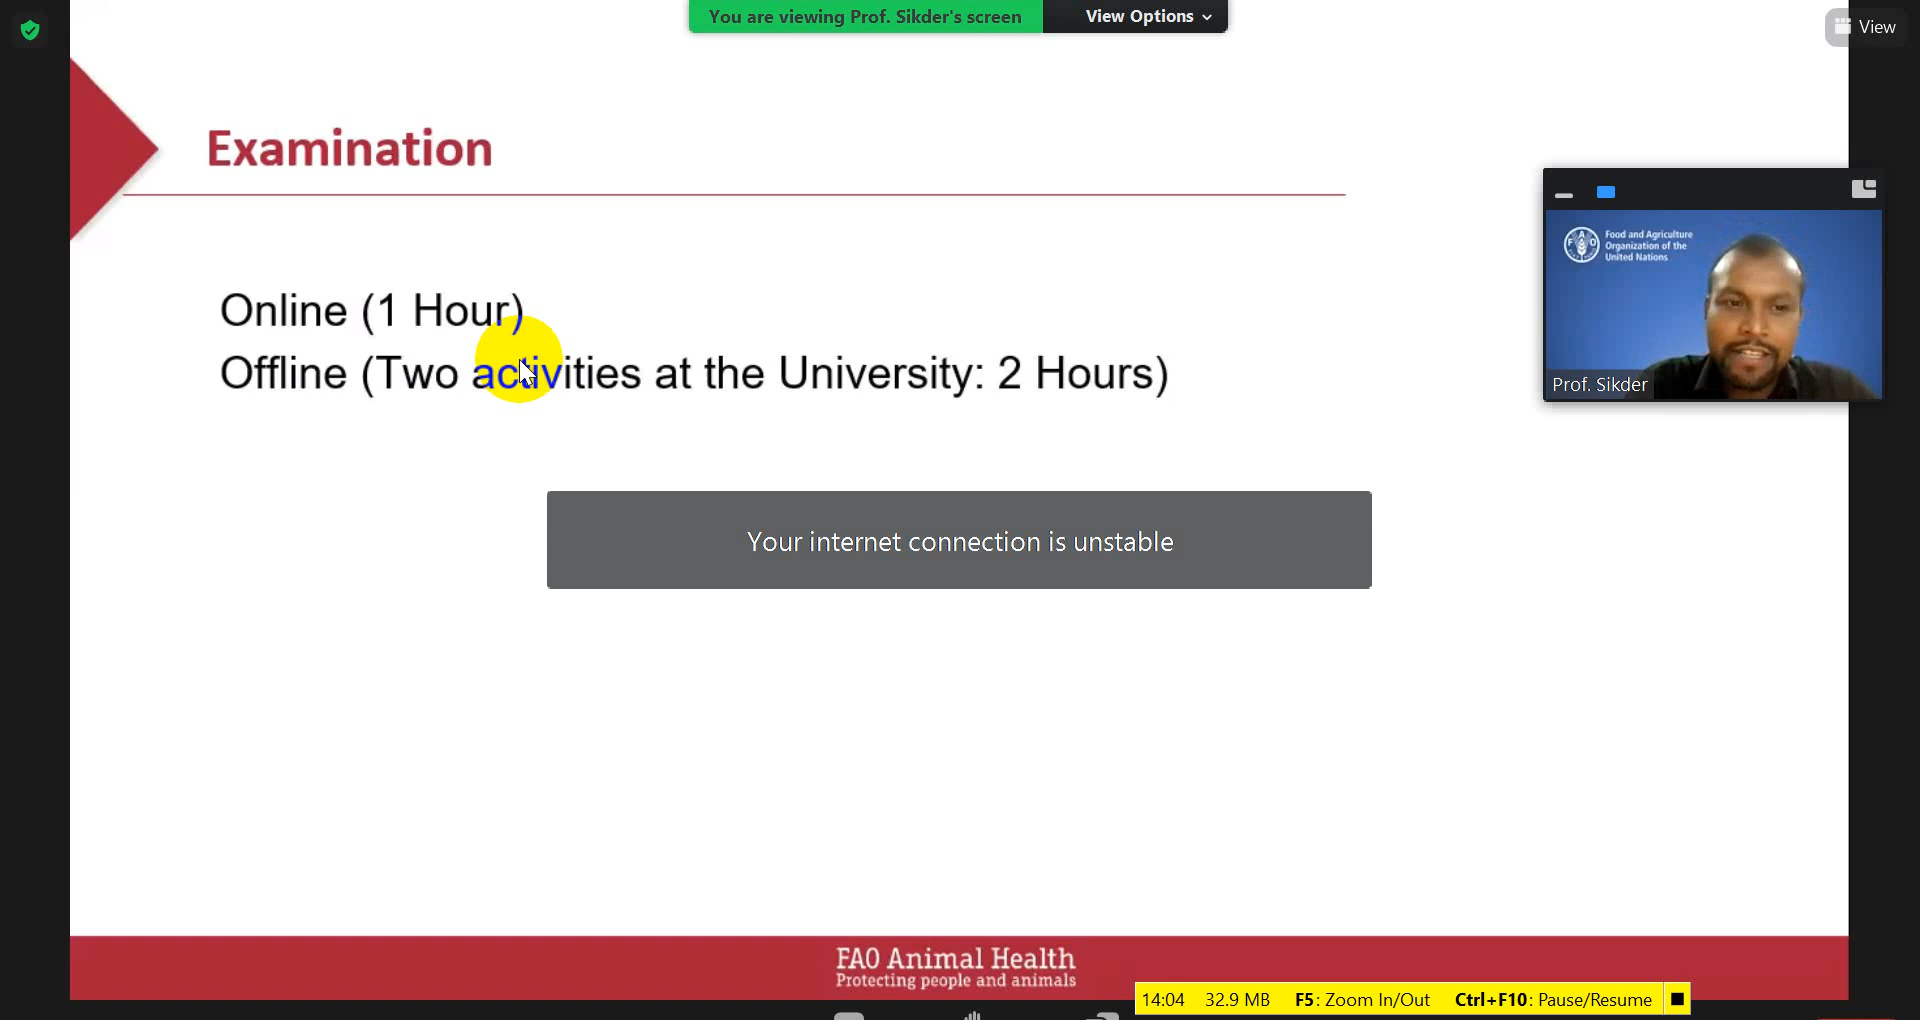 You are viewing Prof. Sikder's screen
View Options
View
Examination
Food and Agriculture
Organization of the
United Nations
Prof. Sikder
Online (1 Hour)
Offline (Two activities at the University: 2 Hours)
Your internet connection is unstable
FAO Animal Health
Protecting people and animals
14:04 32.9 MB F5: Zoom In/Out Ctrl+F10: Pause/Resume